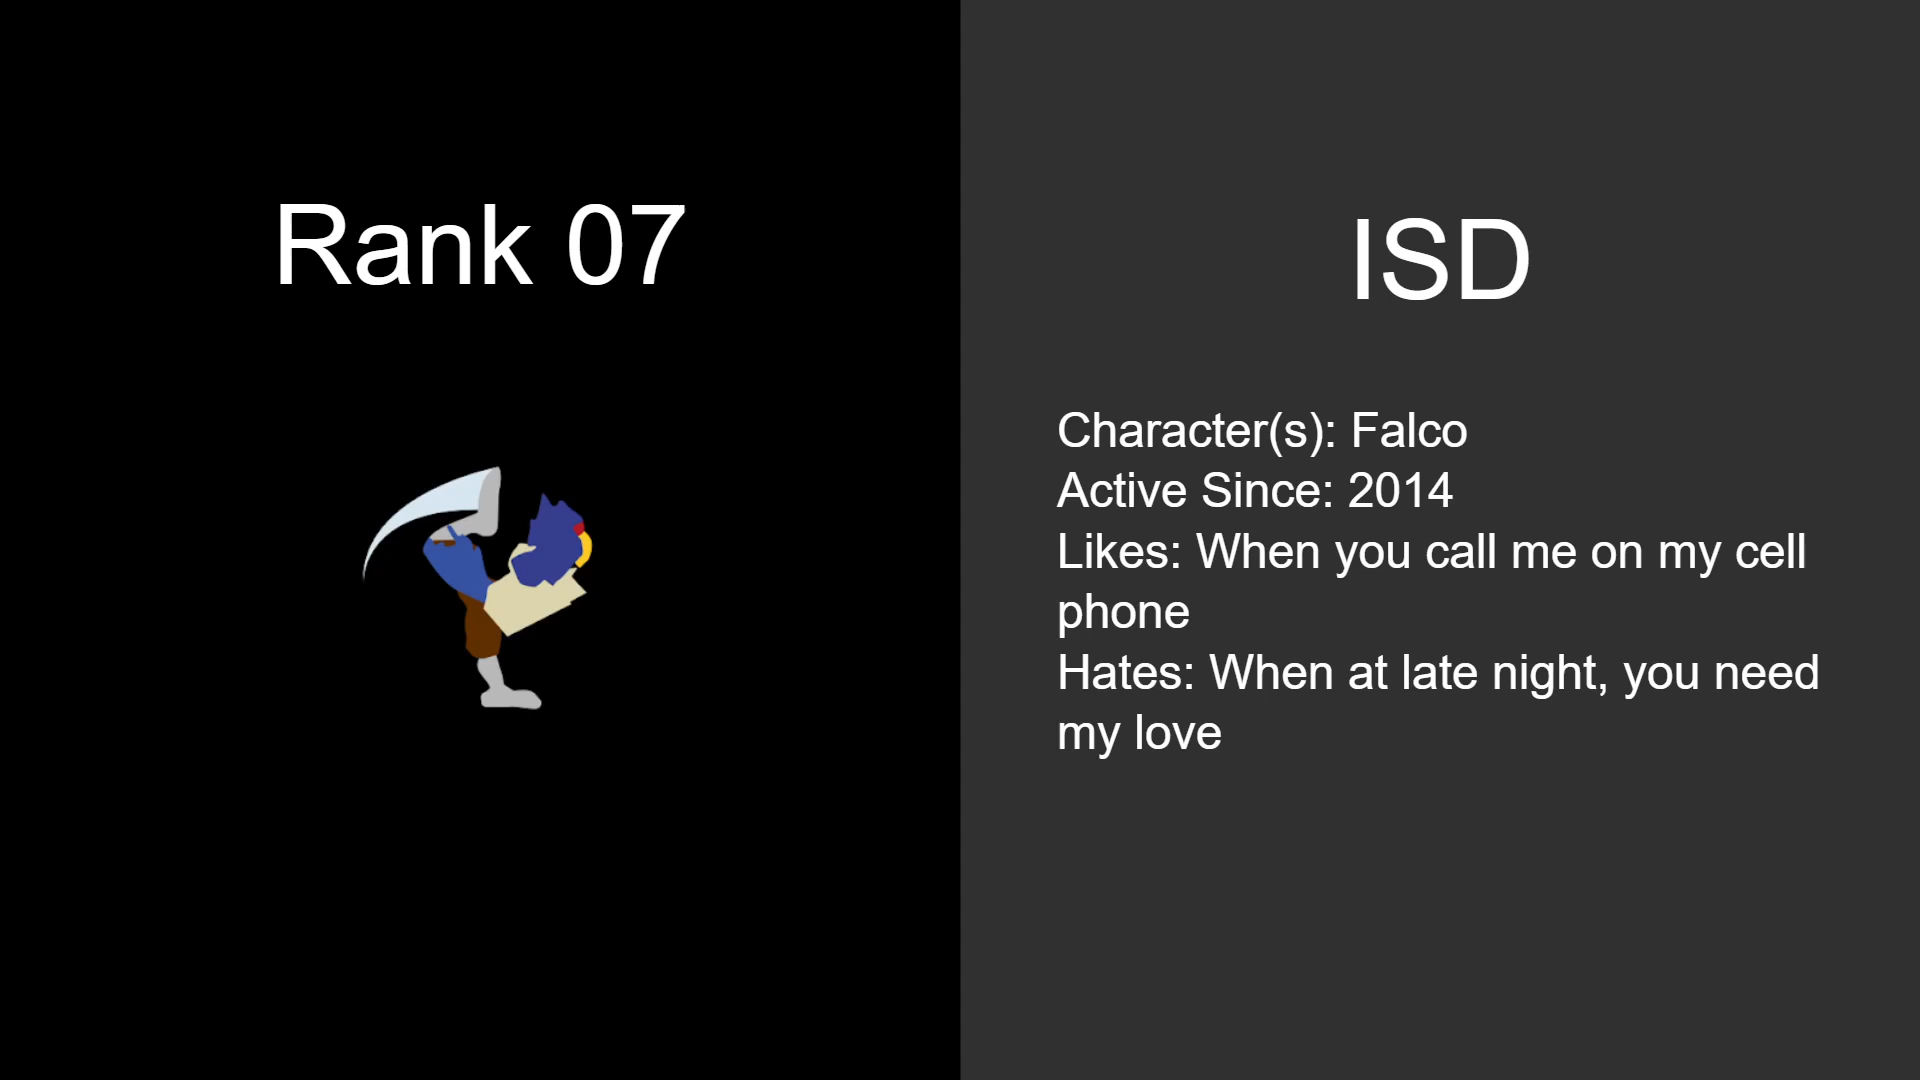 Rank 07
ISD
Character(s): Falco
Active Since: 2014
Likes: When you call me on my cell
phone
Hates: When at late night, you need
my love